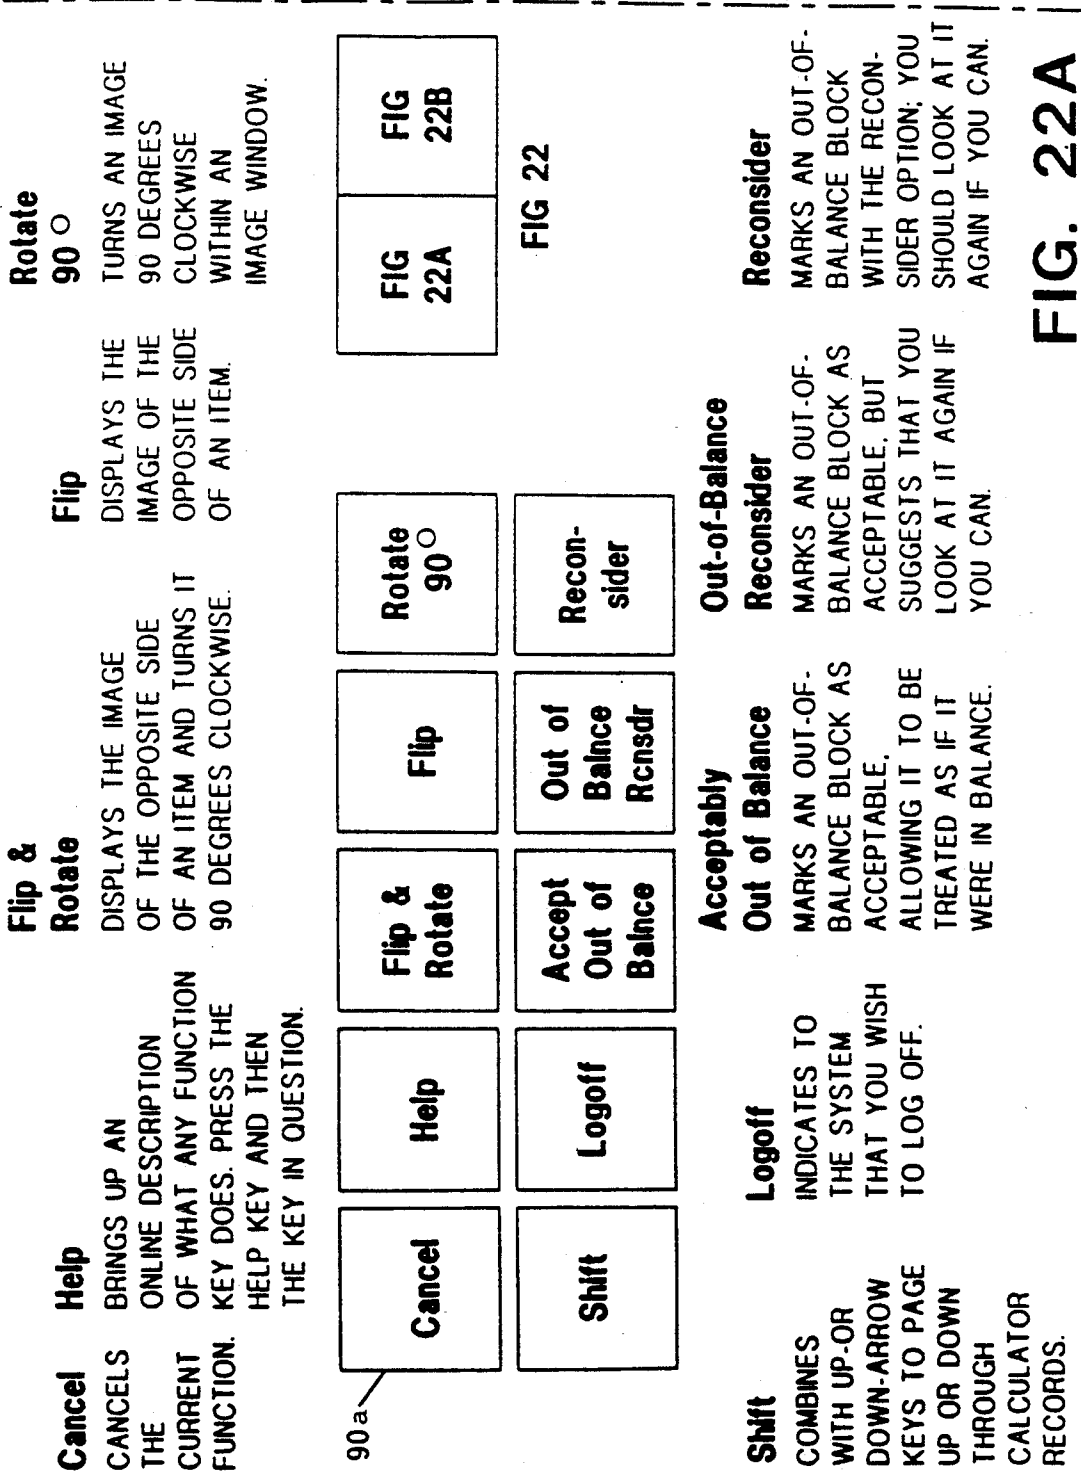 Cancel
CANCELS
THE
CURRENT
FUNCTION.
Help
BRINGS UP AN
ONLINE DESCRIPTION
OF WHAT ANY FUNCTION
KEY DOES. PRESS THE
HELP KEY AND THEN
THE KEY IN QUESTION.
Flip &
Rotate
DISPLAYS THE IMAGE
OF THE OPPOSITE SIDE
OF AN ITEM AND TURNS IT
90 DEGREES CLOCKWISE.
Flip
DISPLAYS THE
IMAGE OF THE
OPPOSITE SIDE
OF AN ITEM.
Rotate
90°
TURNS AN IMAGE
90 DEGREES
CLOCKWISE
WITHIN AN
IMAGE WINDOW.
90a
Cancel
Help
Flip &
Rotate
Flip
Rotate
90°
FIG
22A
FIG
22B
FIG 22
Shift
Logoff
Accept
Out of
Balnce
Out of
Balnce
Rcnsdr
Recon-
sider
Shift
COMBINES
WITH UP-OR
DOWN-ARROW
KEYS TO PAGE
UP OR DOWN
THROUGH
CALCULATOR
RECORDS.
Logoff
INDICATES TO
THE SYSTEM
THAT YOU WISH
TO LOG OFF.
Acceptably
Out of Balance
MARKS AN OUT-OF-
BALANCE BLOCK AS
ACCEPTABLE,
ALLOWING IT TO BE
TREATED AS IF IT
WERE IN BALANCE.
Out-of-Balance
Reconsider
MARKS AN OUT-OF-
BALANCE BLOCK AS
ACCEPTABLE, BUT
SUGGESTS THAT YOU
LOOK AT IT AGAIN IF
YOU CAN.
Reconsider
MARKS AN OUT-OF-
BALANCE BLOCK
WITH THE RECON-
SIDER OPTION; YOU
SHOULD LOOK AT IT
AGAIN IF YOU CAN.
FIG. 22A